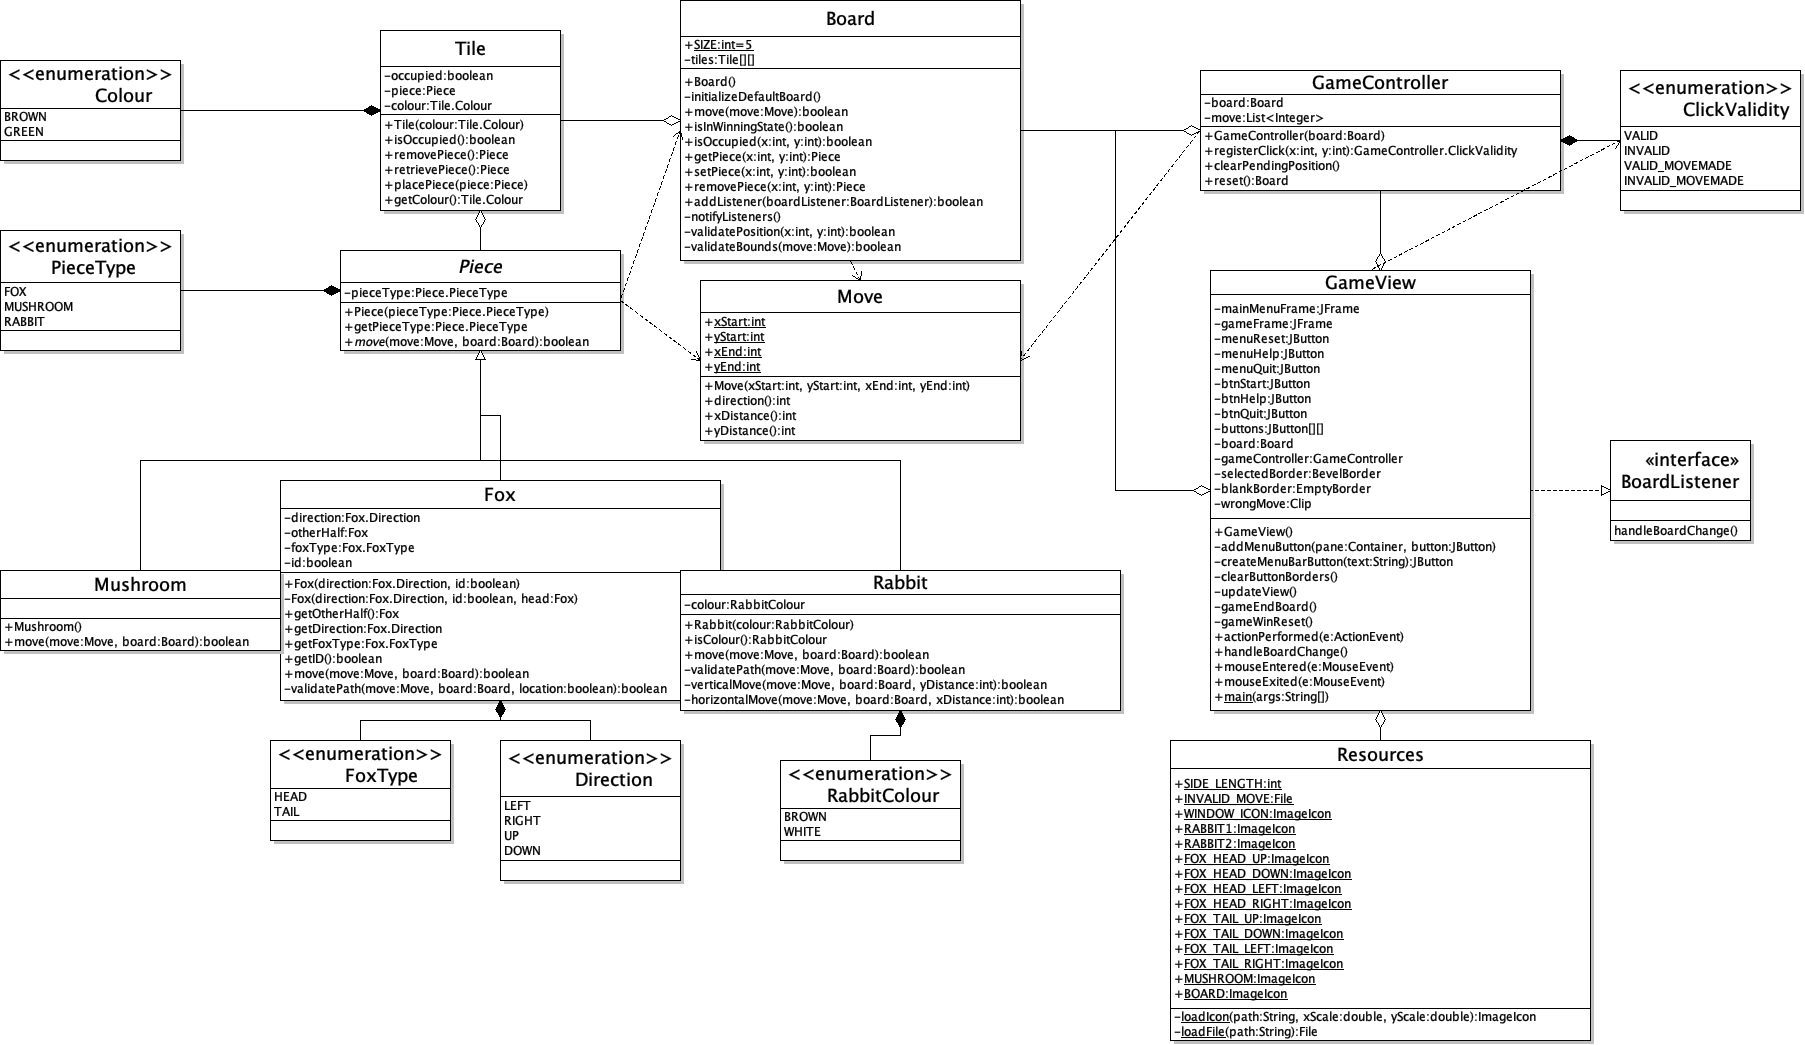 <<enumeration>>
Colour
BROWN
GREEN
Tile
-occupied:boolean
-piece:Piece
-colour:Tile.Colour
+Tile(colour:Tile.Colour)
+isOccupied():boolean
+removePiece():Piece
+retrievePiece():Piece
+placePiece(piece:Piece)
+getColour():Tile.Colour
Board
+SIZE:int=5
-tiles:Tile[][]
+Board()
-initializeDefaultBoard()
+move(move:Move):boolean
+isInWinningState():boolean
+isOccupied(x:int, y:int):boolean
+getPiece(x:int, y:int):Piece
+setPiece(x:int, y:int):boolean
+removePiece(x:int, y:int):Piece
+addListener(boardListener:BoardListener):boolean
-notifyListeners()
-validatePosition(x:int, y:int):boolean
-validateBounds(move:Move):boolean
GameController
-board:Board
-move:List<Integer>
+GameController(board:Board)
+registerClick(x:int, y:int):GameController.ClickValidity
+clearPendingPosition()
+reset():Board
<<enumeration>>
ClickValidity
VALID
INVALID
VALID_MOVEMADE
INVALID_MOVEMADE
<<enumeration>>
PieceType
FOX
MUSHROOM
RABBIT
Piece
-pieceType:Piece.PieceType
+Piece(pieceType:Piece.PieceType)
+getPieceType:Piece.PieceType
+move(move:Move, board:Board):boolean
Move
+xStart:int
+yStart:int
+xEnd:int
+yEnd:int
+Move(xStart:int, yStart:int, xEnd:int, yEnd:int)
+direction():int
+xDistance():int
+yDistance():int
GameView
-mainMenuFrame:JFrame
-gameFrame:JFrame
-menuReset:JButton
-menuHelp:JButton
-menuQuit:JButton
-btnStart:JButton
-btnHelp:JButton
-btnQuit:JButton
-buttons:JButton[][]
-board:Board
-gameController:GameController
-selectedBorder:BevelBorder
-blankBorder:EmptyBorder
-wrongMove:Clip
+GameView()
-addMenuButton(pane:Container, button:JButton)
-createMenuBarButton(text:String):JButton
-clearButtonBorders()
-updateView()
-gameEndBoard()
-gameWinReset()
+actionPerformed(e:ActionEvent)
+handleBoardChange()
+mouseEntered(e:MouseEvent)
+mouseExited(e:MouseEvent)
+main(args:String[])
«interface»
BoardListener
handleBoardChange()
Mushroom
+Mushroom()
+move(move:Move, board:Board):boolean
Fox
-direction:Fox.Direction
-otherHalf:Fox
-foxType:Fox.FoxType
-id:boolean
+Fox(direction:Fox.Direction, id:boolean)
-Fox(direction:Fox.Direction, id:boolean, head:Fox)
+getOtherHalf():Fox
+getDirection:Fox.Direction
+getFoxType:Fox.FoxType
+getID():boolean
+move(move:Move, board:Board):boolean
-validatePath(move:Move, board:Board, location:boolean):boolean
Rabbit
-colour:RabbitColour
+Rabbit(colour:RabbitColour)
+isColour():RabbitColour
+move(move:Move, board:Board):boolean
-validatePath(move:Move, board:Board):boolean
-verticalMove(move:Move, board:Board, yDistance:int):boolean
-horizontalMove(move:Move, board:Board, xDistance:int):boolean
<<enumeration>>
FoxType
HEAD
TAIL
<<enumeration>>
Direction
LEFT
RIGHT
UP
DOWN
<<enumeration>>
RabbitColour
BROWN
WHITE
Resources
+SIDE_LENGTH:int
+INVALID_MOVE:File
+WINDOW_ICON:ImageIcon
+RABBIT1:ImageIcon
+RABBIT2:ImageIcon
+FOX_HEAD_UP:ImageIcon
+FOX_HEAD_DOWN:ImageIcon
+FOX_HEAD_LEFT:ImageIcon
+FOX_HEAD_RIGHT:ImageIcon
+FOX_TAIL_UP:ImageIcon
+FOX_TAIL_DOWN:ImageIcon
+FOX_TAIL_LEFT:ImageIcon
+FOX_TAIL_RIGHT:ImageIcon
+MUSHROOM:ImageIcon
+BOARD:ImageIcon
-loadIcon(path:String, xScale:double, yScale:double):ImageIcon
-loadFile(path:String):File